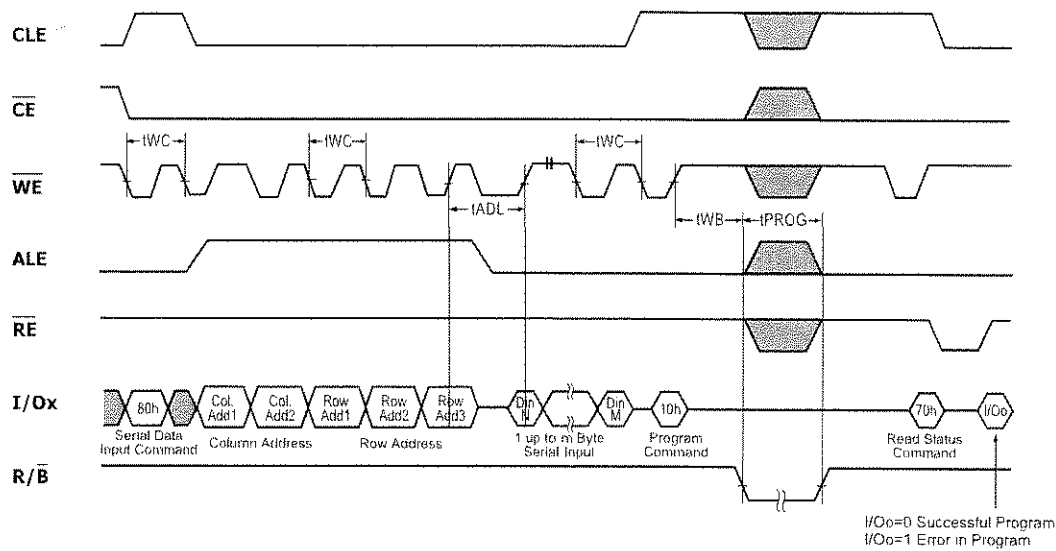 CLE
CE
tWC
tWC
tWC
WE
tADL
tWB
tPROG
ALE
RE
I/Ox
80h
Col. Add1
Col. Add2
Row Add1
Row Add2
Row Add3
Din N
Din M
10h
70h
I/Oo
Serial Data
Input Command
Column Address
Row Address
1 up to m Byte
Serial Input
Program
Command
Read Status
Command
R/B
I/Oo=0 Successful Program
I/Oo=1 Error in Program